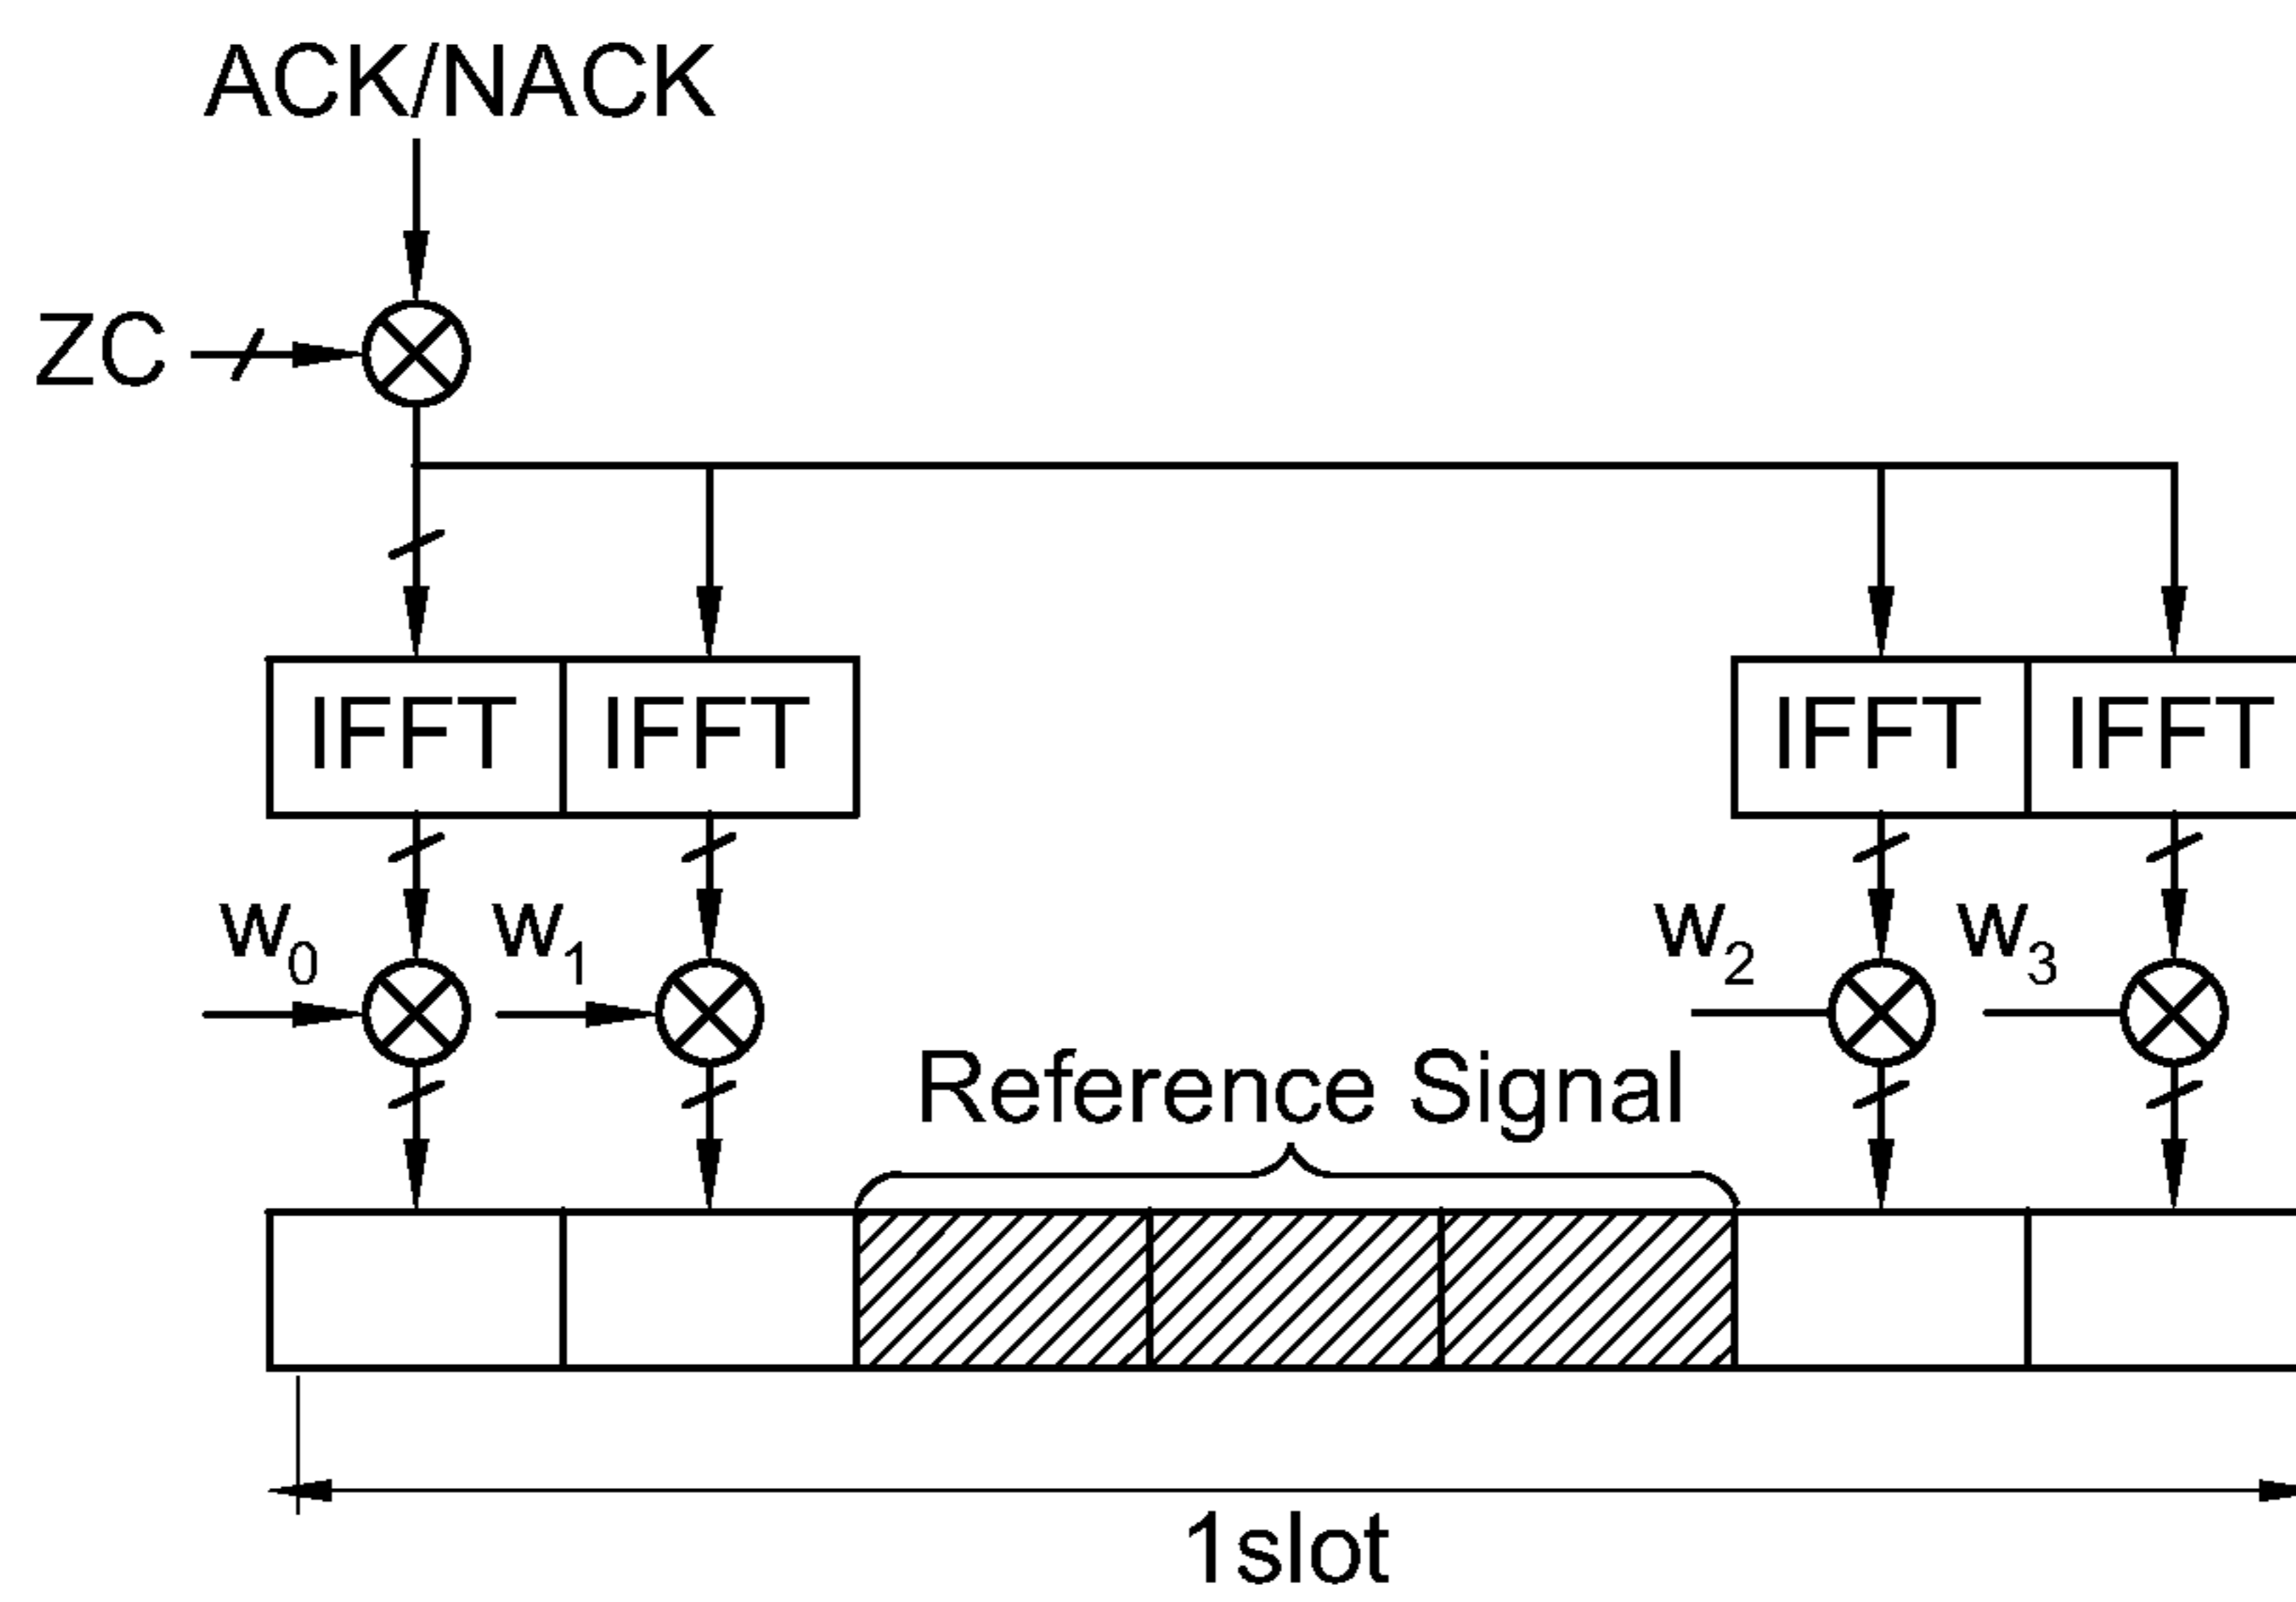 ACK/NACK
ZC
IFFT IFFT IFFT IFFT
w0 w1 w2 w3
Reference Signal
1slot